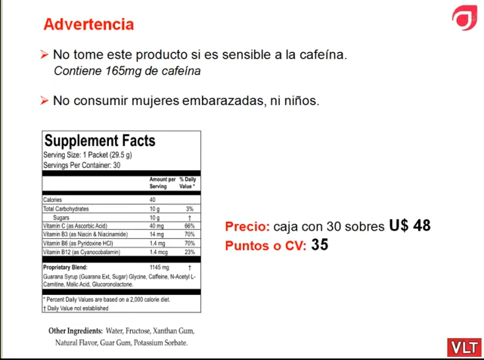 Advertencia
No tome este producto si es sensible a la cafeína.
Contiene 165mg de cafeína
No consumir mujeres embarazadas, ni niños.
Supplement Facts
Serving Size: 1 Packet (29.5 g)
Servings Per Container: 30
Amount per Serving % Daily Value *
Calories 40
Total Carbohydrates 10 g 3%
Sugars 10 g †
Vitamin C (as Ascorbic Acid) 40 mg 66%
Vitamin B3 (as Niacin & Niacinamide) 14 mg 70%
Vitamin B6 (as Pyridoxine HCl) 1.4 mg 70%
Vitamin B12 (as Cyanocobalamin) 1.4 mcg 23%
Proprietary Blend: 1145 mg †
Guarana Syrup (Guarana Ext, Sugar) Glycine, Caffeine, N-Acetyl L-
Carnitine, Malic Acid, Glucoronolactone.
* Percent Daily Values are based on a 2,000 calorie diet.
† Daily Value not established
Other Ingredients: Water, Fructose, Xanthan Gum,
Natural Flavor, Guar Gum, Potassium Sorbate.
Precio: caja con 30 sobres U$ 48
Puntos o CV: 35
VLT